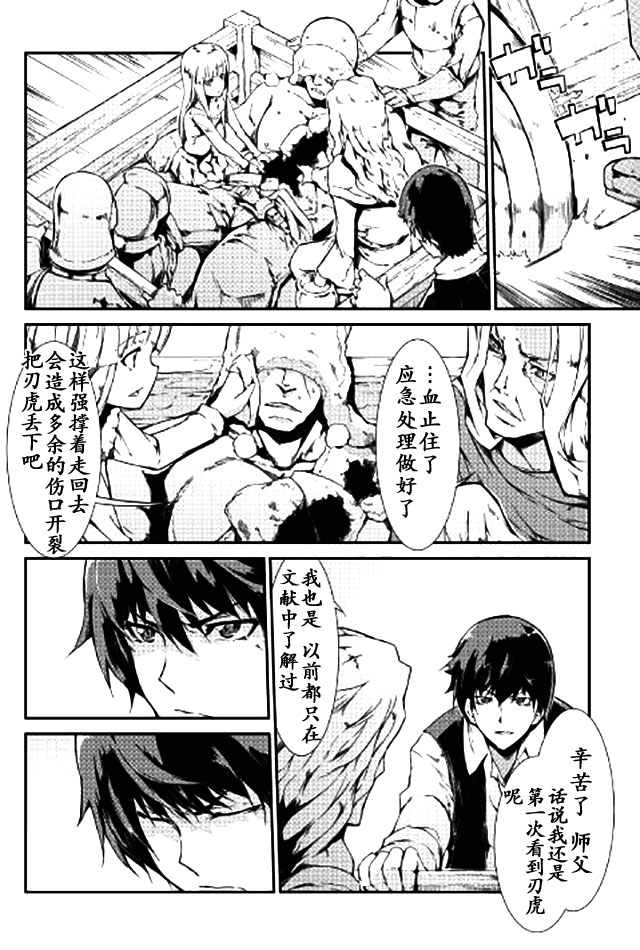 ガタ
ガタ
…血止住了
应急处理做好了
这样强撑着走回去
会造成多余的伤口开裂
把刃虎丢下吧
辛苦了 师父
话说我还是
第一次看到刃虎
呢
我也是 以前都只在
文献中了解过